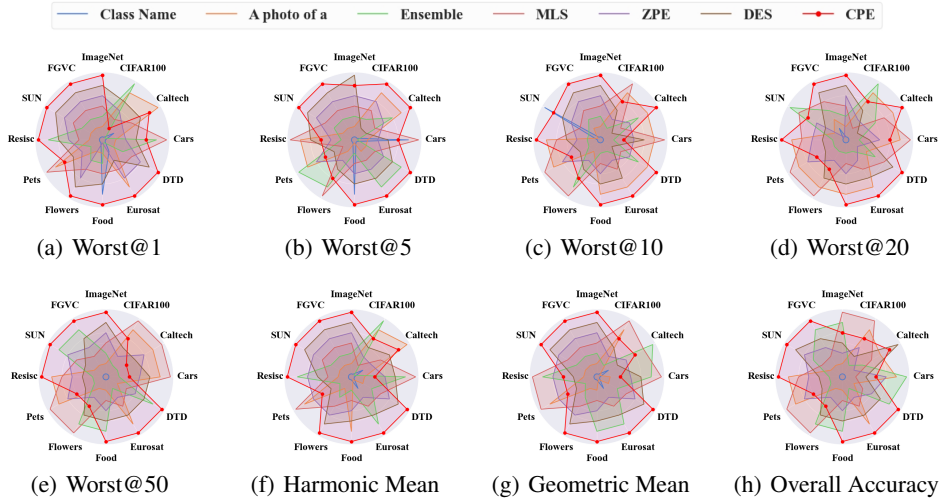 Class Name A photo of a Ensemble MLS ZPE DES CPE
ImageNet
FGVC CIFAR100
SUN Caltech
Resisc Cars
Pets DTD
Flowers Eurosat
Food
(a) Worst@1
ImageNet
FGVC CIFAR100
SUN Caltech
Resisc Cars
Pets DTD
Flowers Eurosat
Food
(b) Worst@5
ImageNet
FGVC CIFAR100
SUN Caltech
Resisc Cars
Pets DTD
Flowers Eurosat
Food
(c) Worst@10
ImageNet
FGVC CIFAR100
SUN Caltech
Resisc Cars
Pets DTD
Flowers Eurosat
Food
(d) Worst@20
ImageNet
FGVC CIFAR100
SUN Caltech
Resisc Cars
Pets DTD
Flowers Eurosat
Food
(e) Worst@50
ImageNet
FGVC CIFAR100
SUN Caltech
Resisc Cars
Pets DTD
Flowers Eurosat
Food
(f) Harmonic Mean
ImageNet
FGVC CIFAR100
SUN Caltech
Resisc Cars
Pets DTD
Flowers Eurosat
Food
(g) Geometric Mean
ImageNet
FGVC CIFAR100
SUN Caltech
Resisc Cars
Pets DTD
Flowers Eurosat
Food
(h) Overall Accuracy